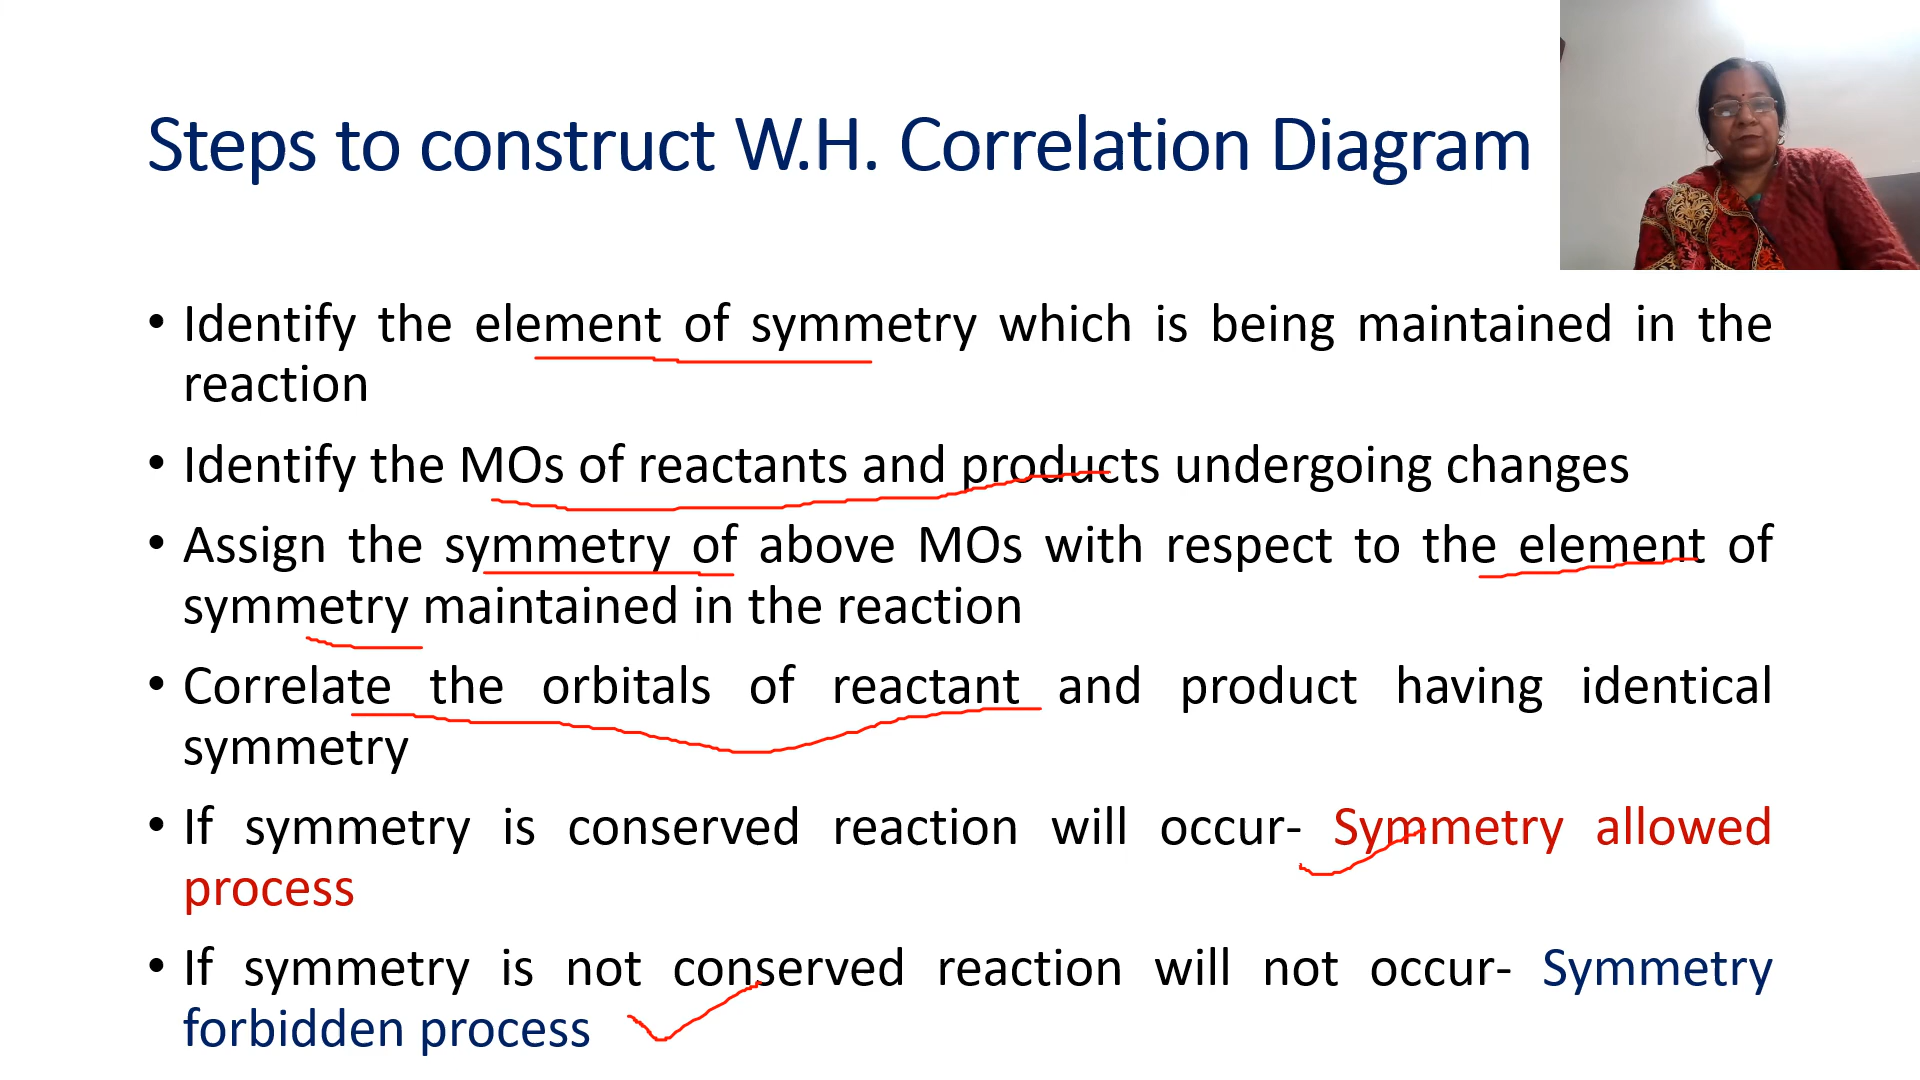 Steps to construct W.H. Correlation Diagram
• Identify the element of symmetry which is being maintained in the
reaction
• Identify the MOs of reactants and products undergoing changes
• Assign the symmetry of above MOs with respect to the element of
symmetry maintained in the reaction
• Correlate the orbitals of reactant and product having identical
symmetry
• If symmetry is conserved reaction will occur- Symmetry allowed
process
• If symmetry is not conserved reaction will not occur- Symmetry
forbidden process